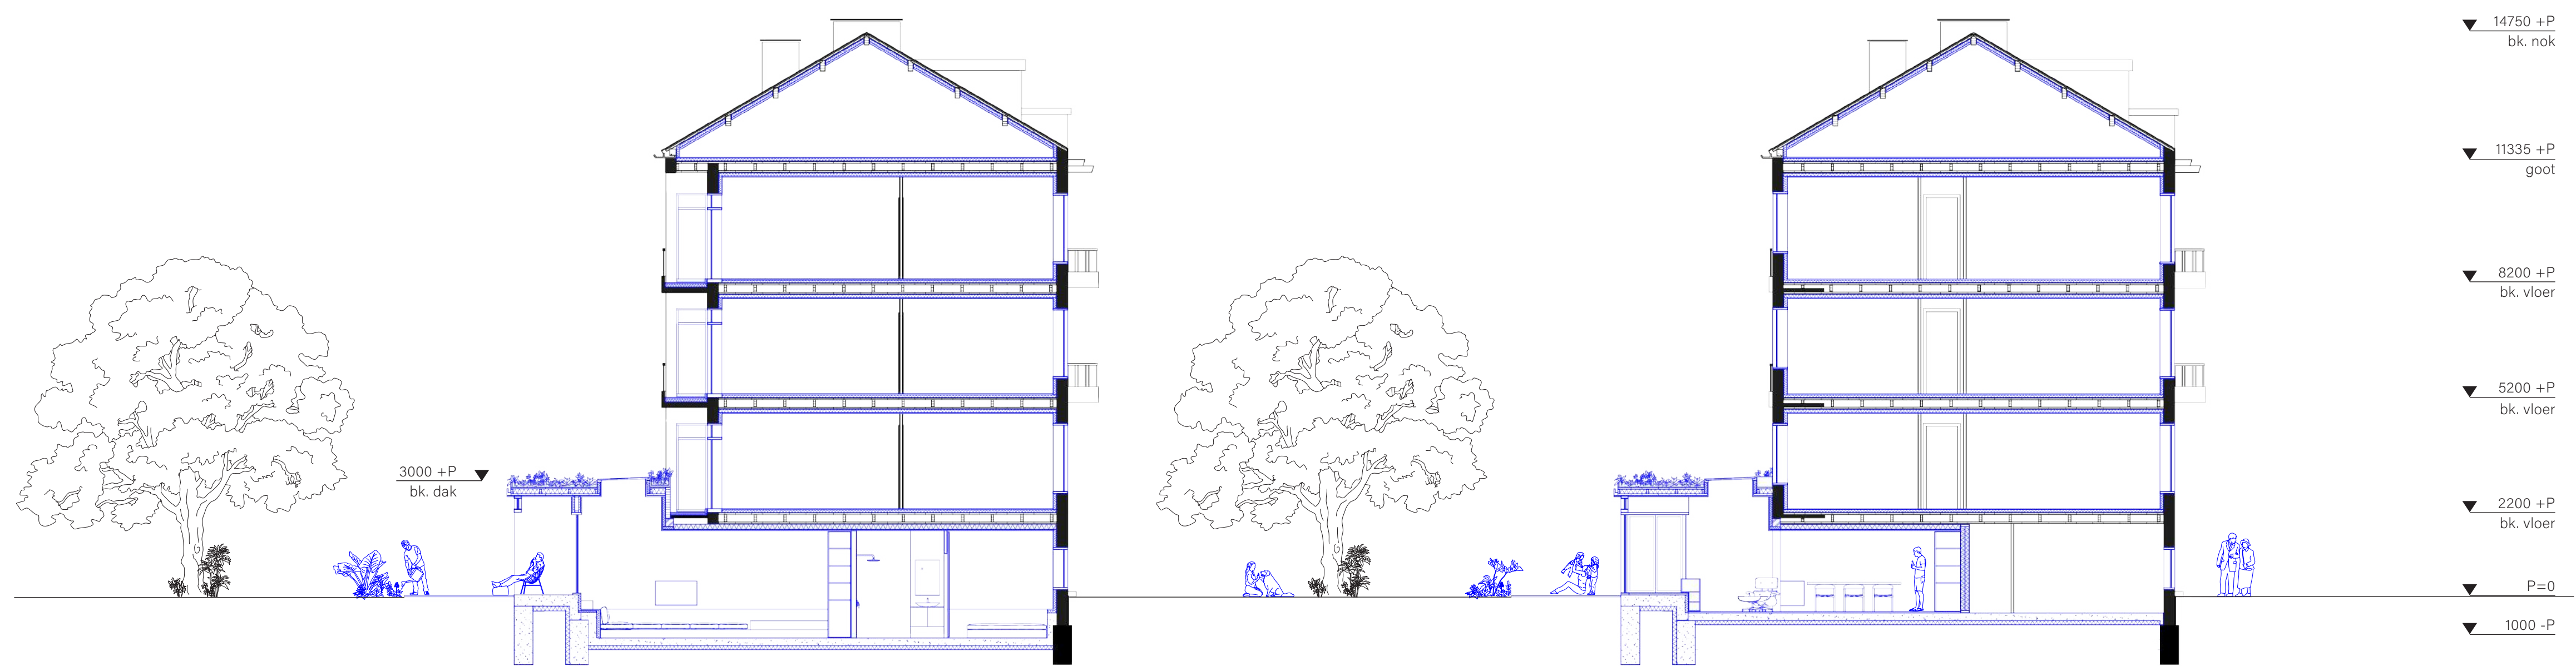 14750 +P
bk. nok
11335 +P
goot
8200 +P
bk. vloer
5200 +P
bk. vloer
3000 +P
bk. dak
2200 +P
bk. vloer
P=0
1000 -P